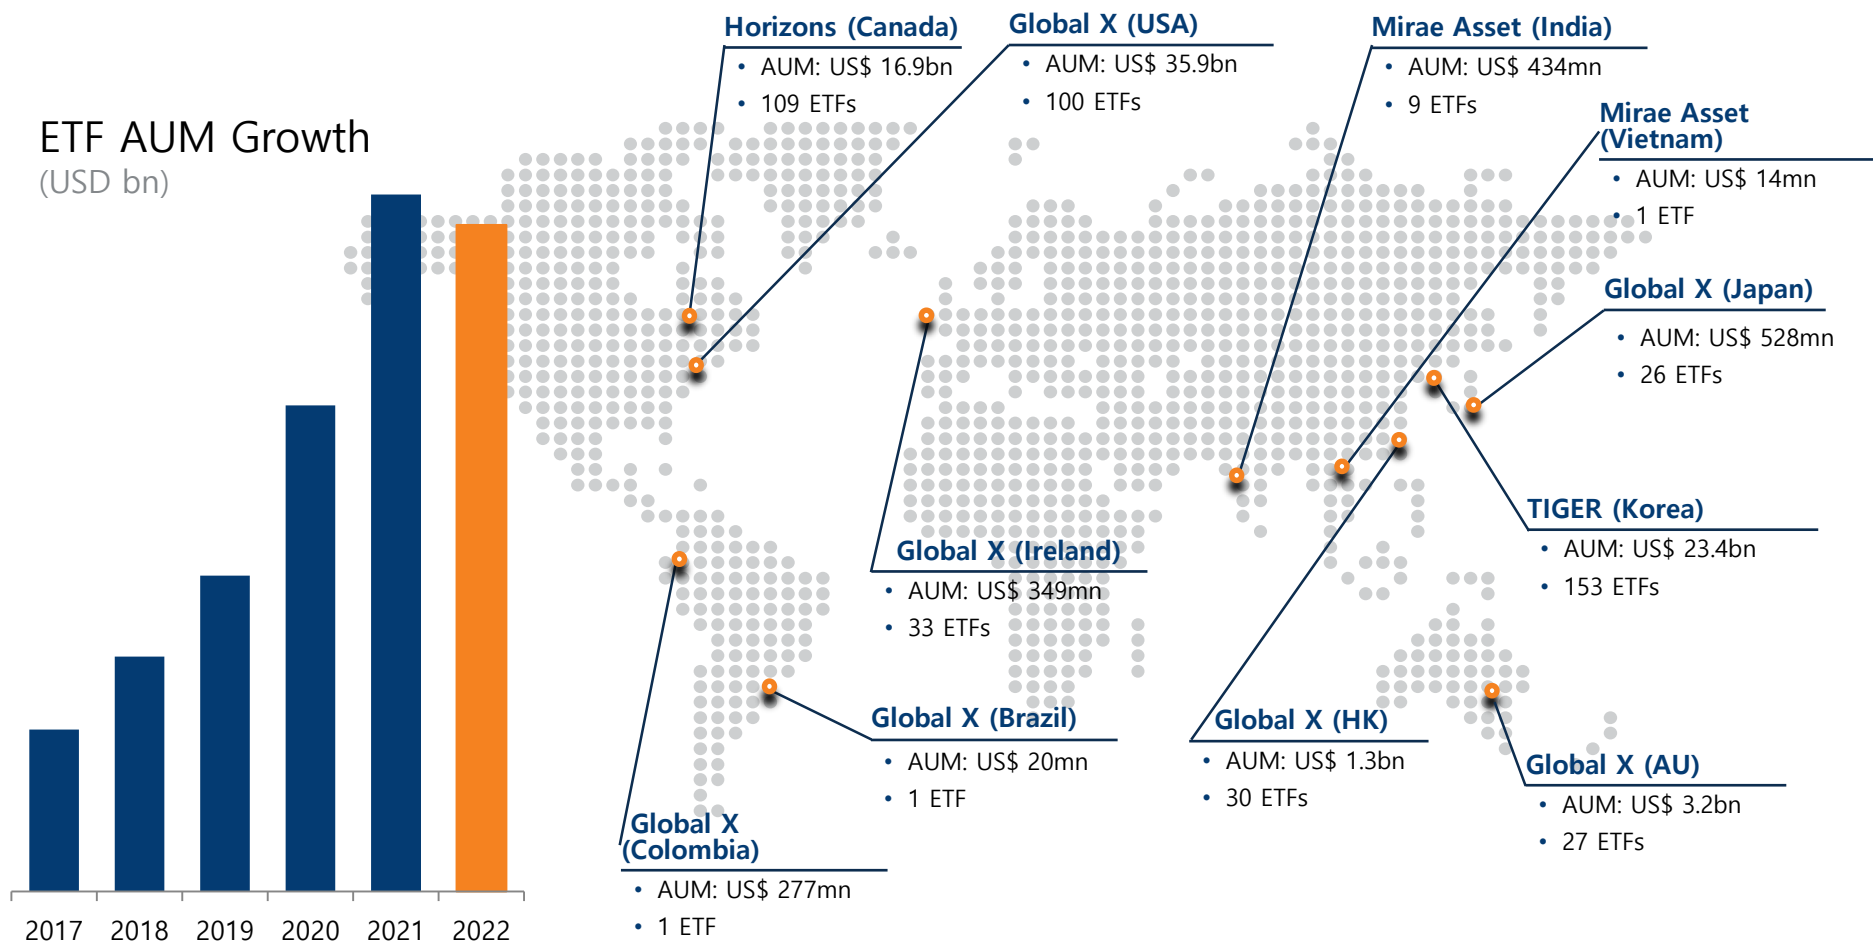 ETF AUM Growth
(USD bn)
2017
2018
2019
2020
2021
2022
Horizons (Canada)
• AUM: US$ 16.9bn
• 109 ETFs
Global X (USA)
• AUM: US$ 35.9bn
• 100 ETFs
Mirae Asset (India)
• AUM: US$ 434mn
• 9 ETFs
Mirae Asset
(Vietnam)
• AUM: US$ 14mn
• 1 ETF
Global X (Japan)
• AUM: US$ 528mn
• 26 ETFs
TIGER (Korea)
• AUM: US$ 23.4bn
• 153 ETFs
Global X (Ireland)
• AUM: US$ 349mn
• 33 ETFs
Global X (Brazil)
• AUM: US$ 20mn
• 1 ETF
Global X (HK)
• AUM: US$ 1.3bn
• 30 ETFs
Global X (AU)
• AUM: US$ 3.2bn
• 27 ETFs
Global X
(Colombia)
• AUM: US$ 277mn
• 1 ETF